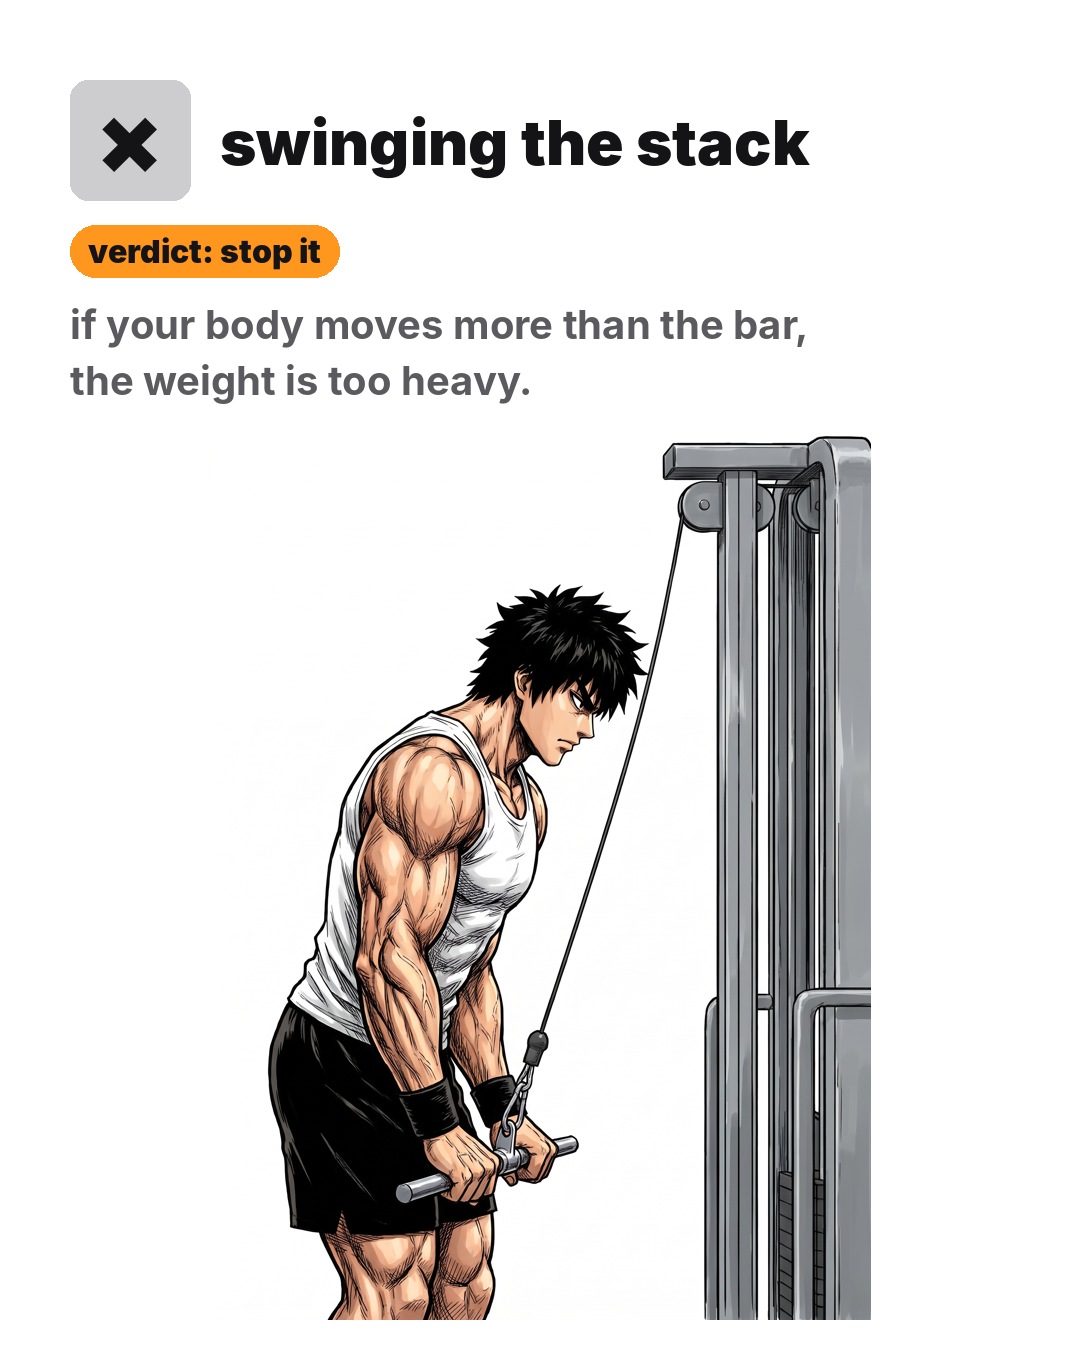 swinging the stack
verdict: stop it
if your body moves more than the bar,
the weight is too heavy.